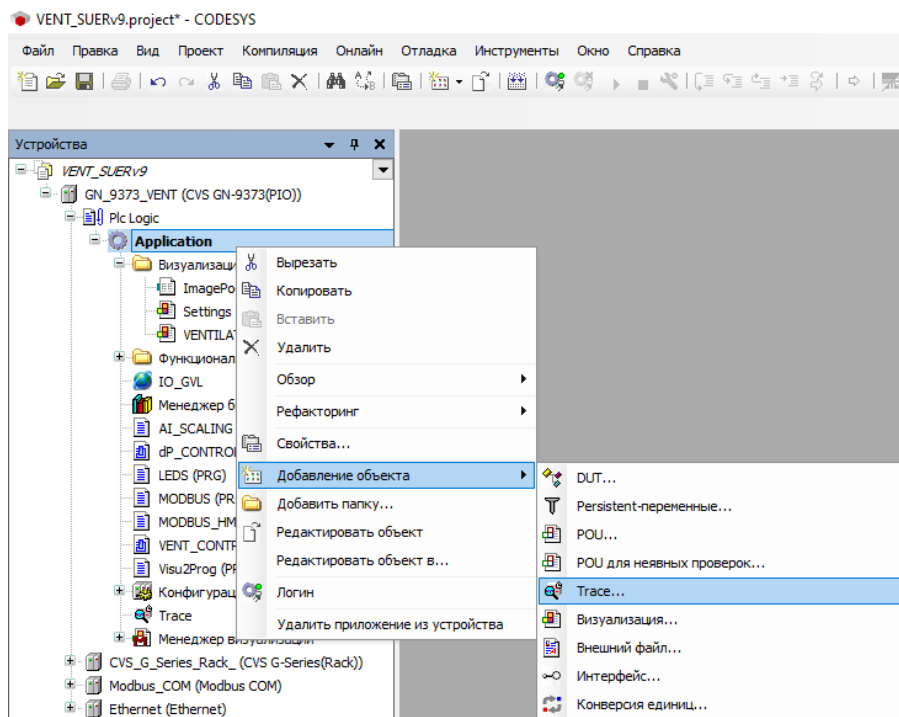 VENT_SUERv9.project* - CODESYS
Файл Правка Вид Проект Компиляция Онлайн Отладка Инструменты Окно Справка
Устройства
VENT_SUERv9
GN_9373_VENT (CVS GN-9373(PIO))
Plc Logic
Application
Визуализаци
ImagePo
Settings
VENTILA
Функционал
IO_GVL
Менеджер б
AI_SCALING
dP_CONTRO
LEDS (PRG)
MODBUS (PR
MODBUS_HM
VENT_CONTR
Visu2Prog (PR
Конфигурац
Trace
Менеджер визуализации
CVS_G_Series_Rack_ (CVS G-Series(Rack))
Modbus_COM (Modbus COM)
Ethernet (Ethernet)
Вырезать
Копировать
Вставить
Удалить
Обзор
Рефакторинг
Свойства...
Добавление объекта
Добавить папку...
Редактировать объект
Редактировать объект в...
Логин
Удалить приложение из устройства
DUT...
Persistent-переменные...
POU...
POU для неявных проверок...
Trace...
Визуализация...
Внешний файл...
Интерфейс...
Конверсия единиц...